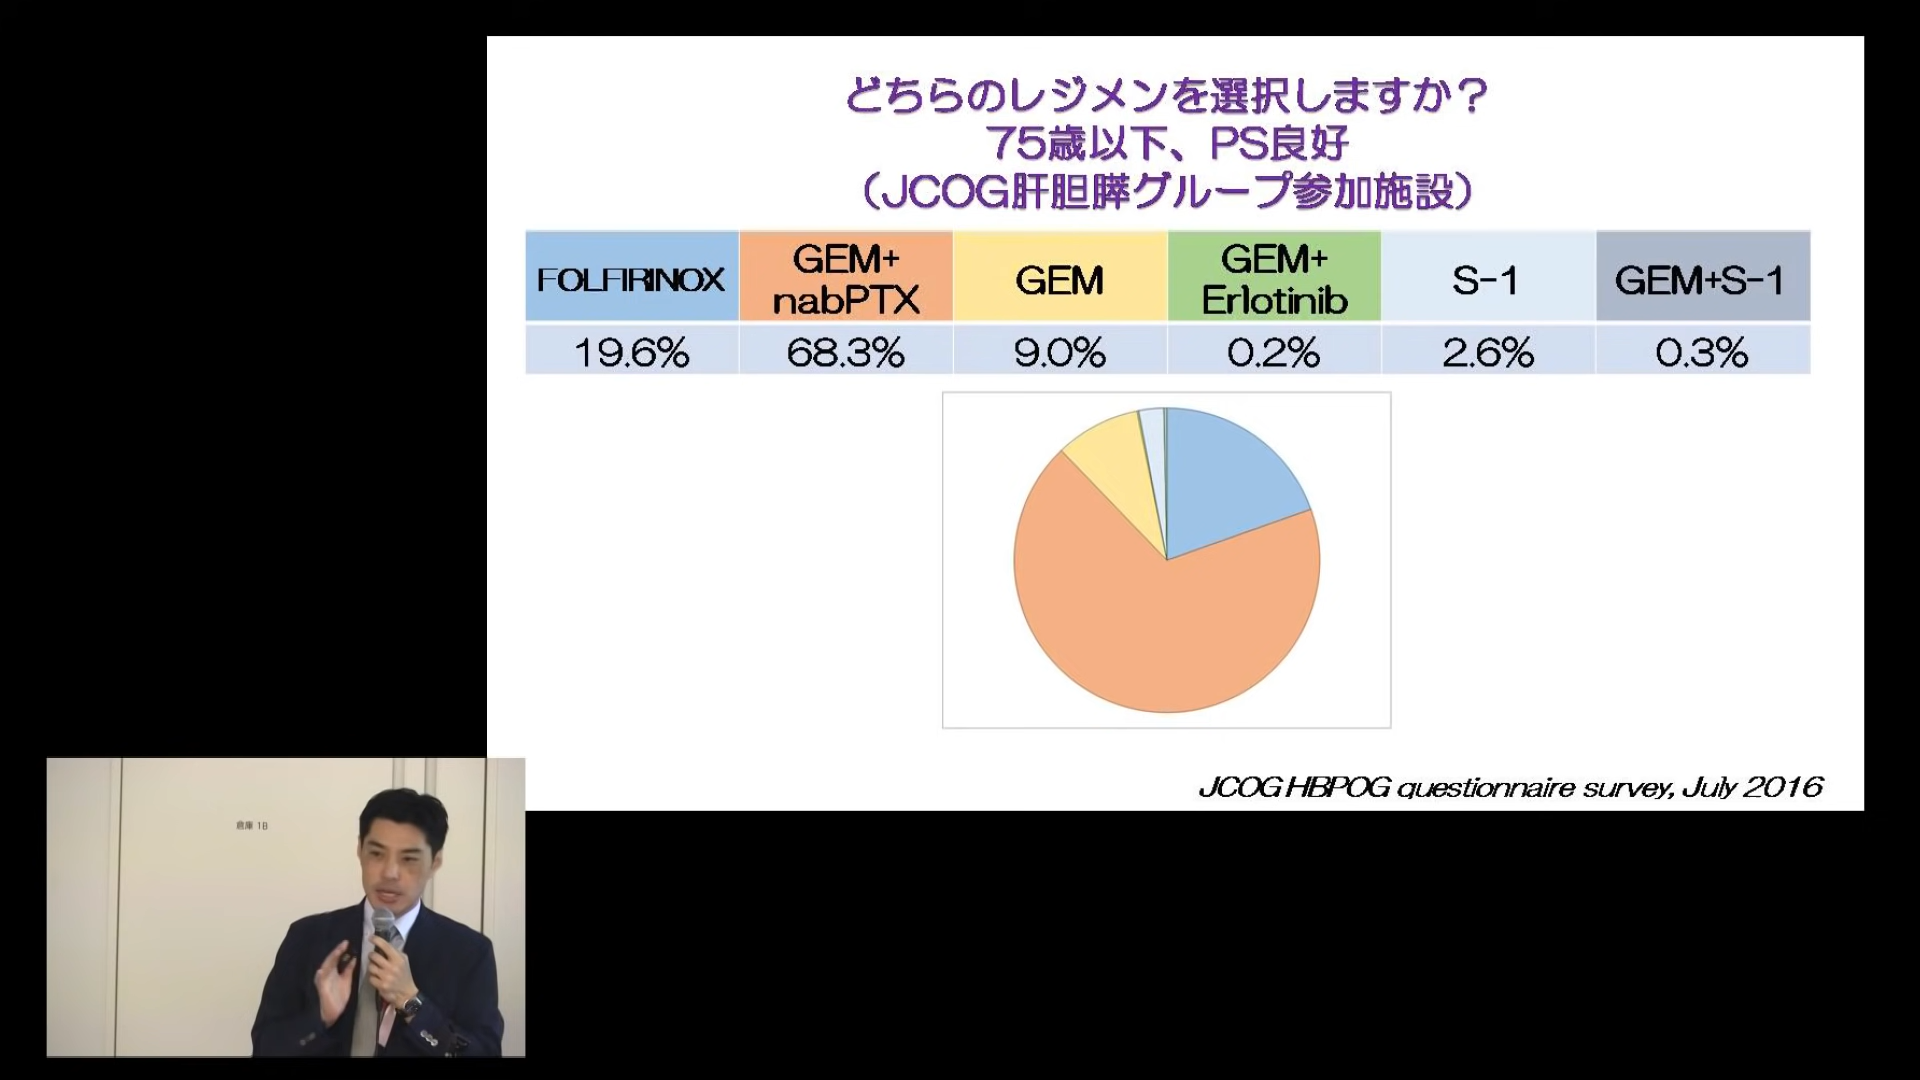 どちらのレジメンを選択しますか？
75歳以下、PS良好
（JCOG肝胆膵グループ参加施設）
FOLFIRINOX
GEM+
nabPTX
GEM
GEM+
Erlotinib
S-1
GEM+S-1
19.6%
68.3%
9.0%
0.2%
2.6%
0.3%
JCOG HBPOG questionnaire survey, July 2016
倉庫 1B